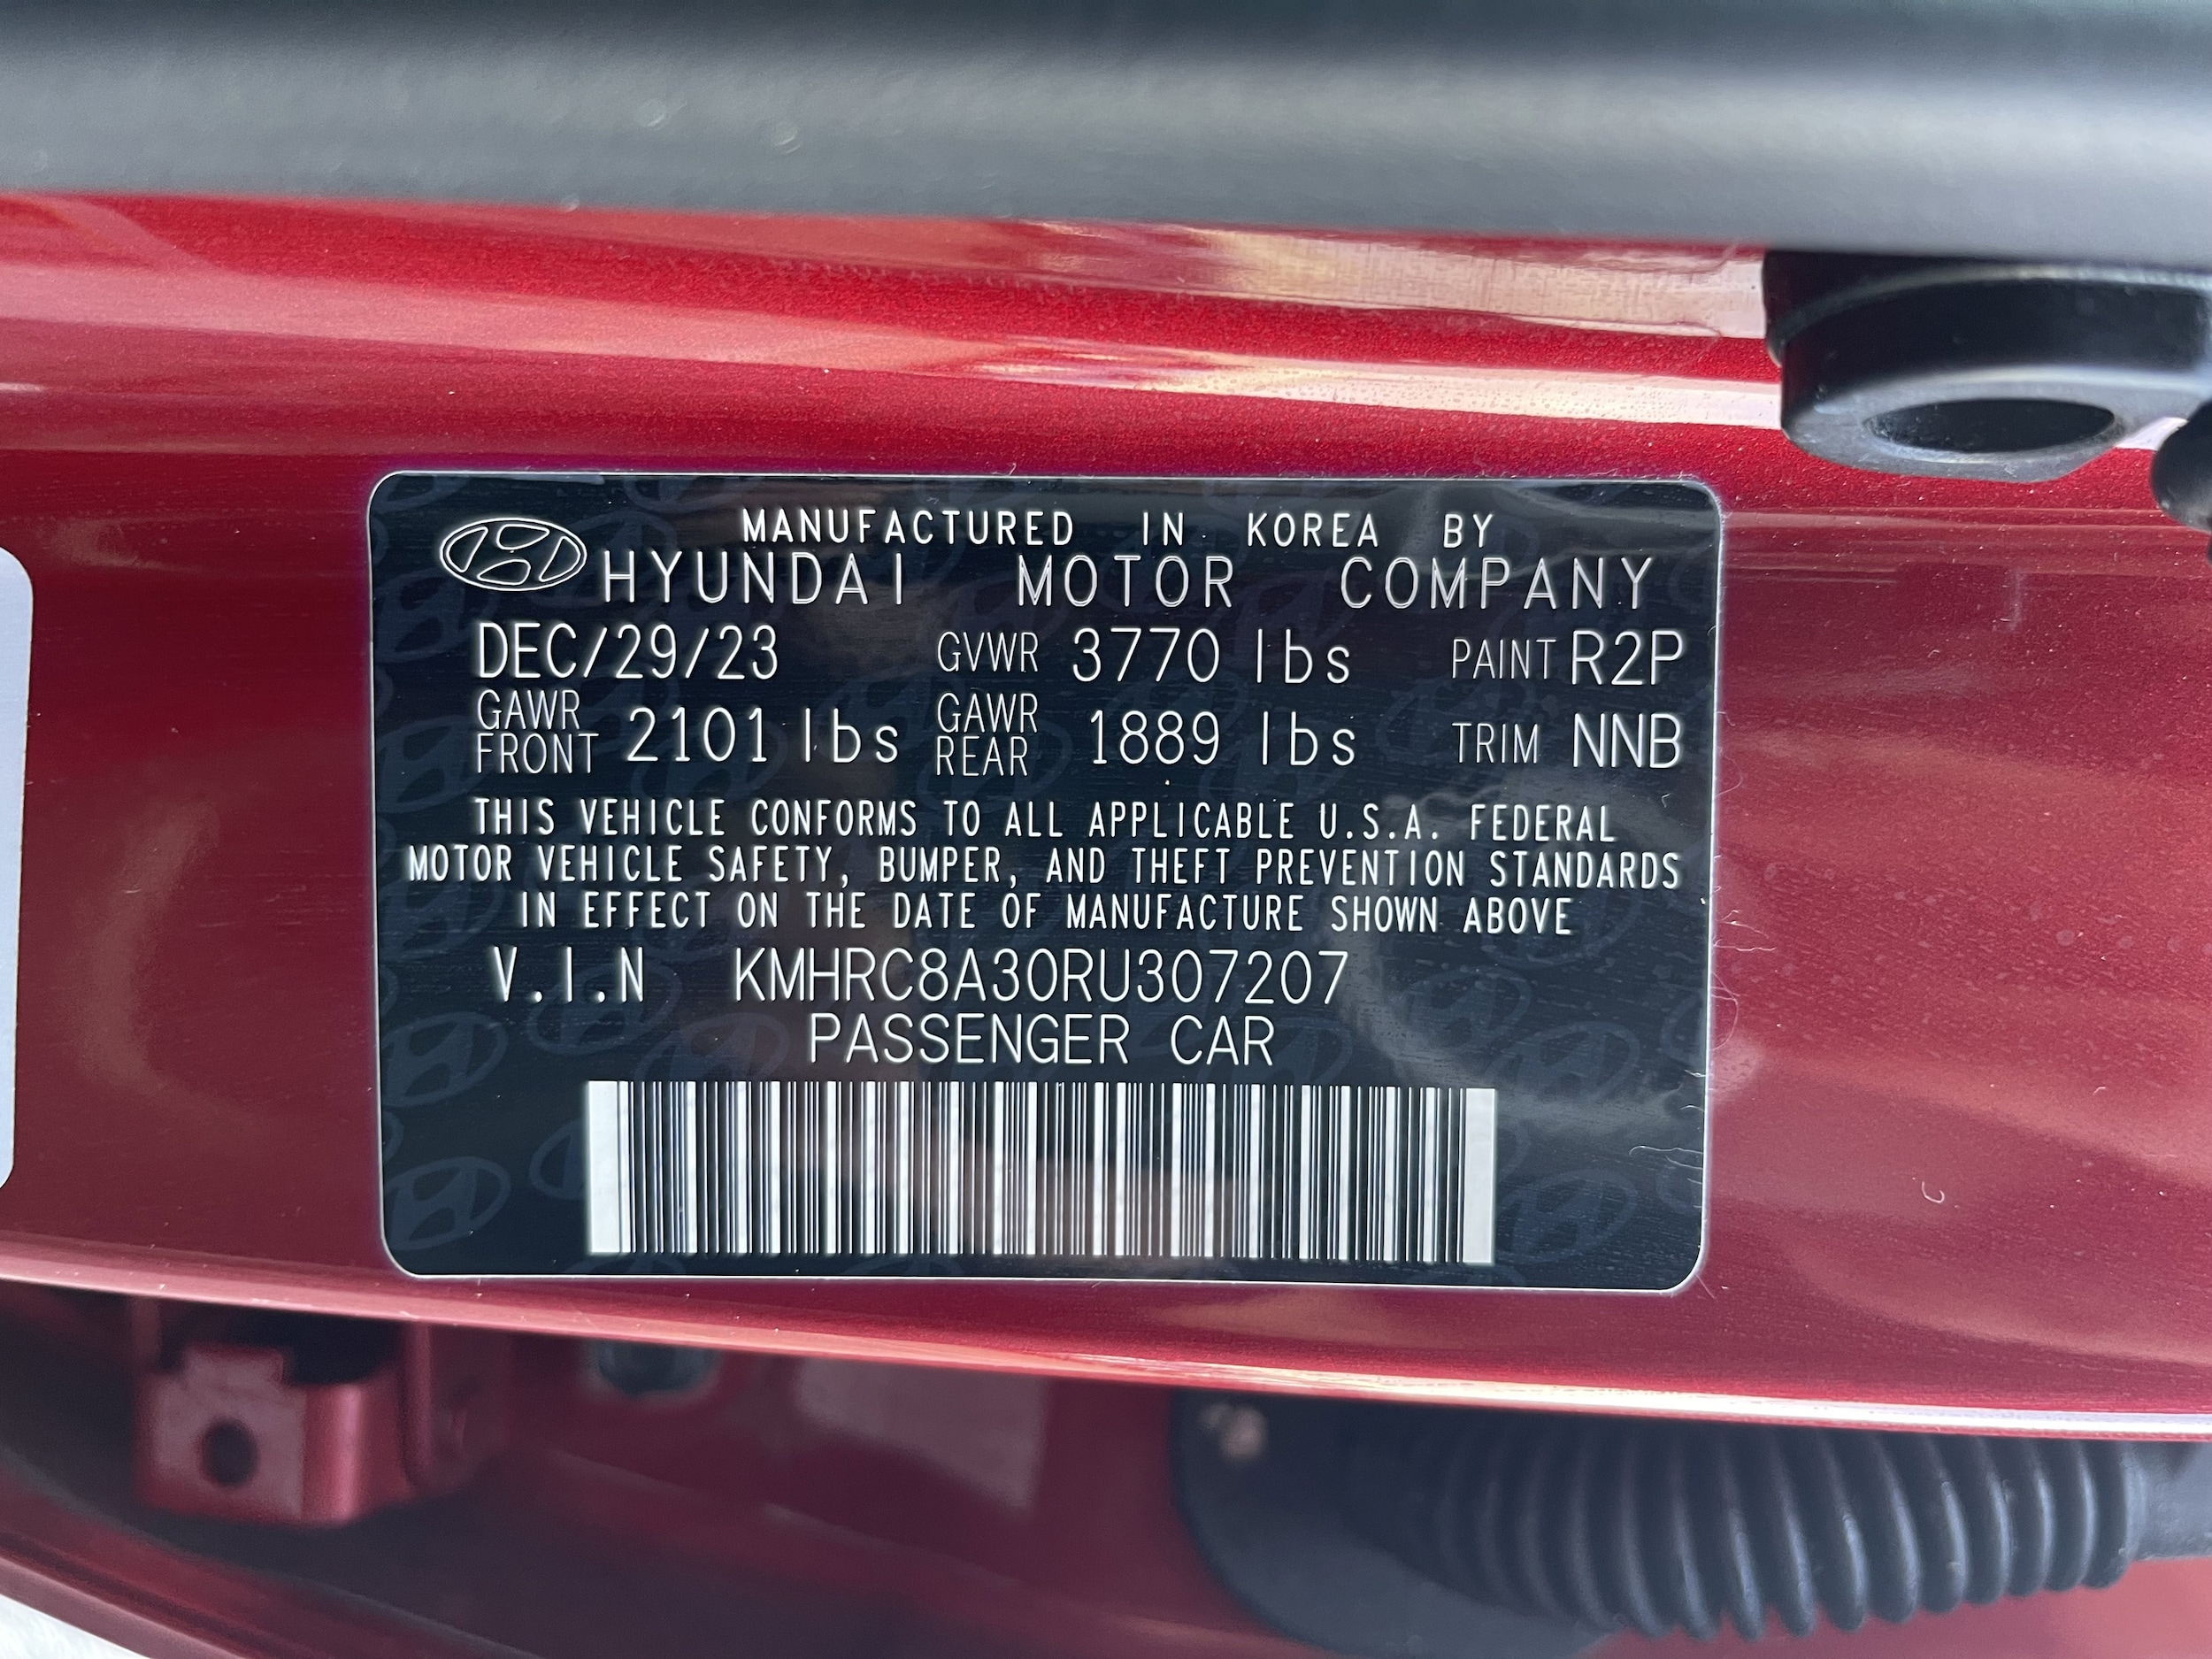 MANUFACTURED IN KOREA BY
HYUNDAI MOTOR COMPANY
DEC/29/23 GVWR 3770 lbs PAINT R2P
GAWR FRONT 2101 lbs GAWR REAR 1889 lbs TRIM NNB
THIS VEHICLE CONFORMS TO ALL APPLICABLE U.S.A. FEDERAL
MOTOR VEHICLE SAFETY, BUMPER, AND THEFT PREVENTION STANDARDS
IN EFFECT ON THE DATE OF MANUFACTURE SHOWN ABOVE
V.I.N KMHRC8A30RU307207
PASSENGER CAR